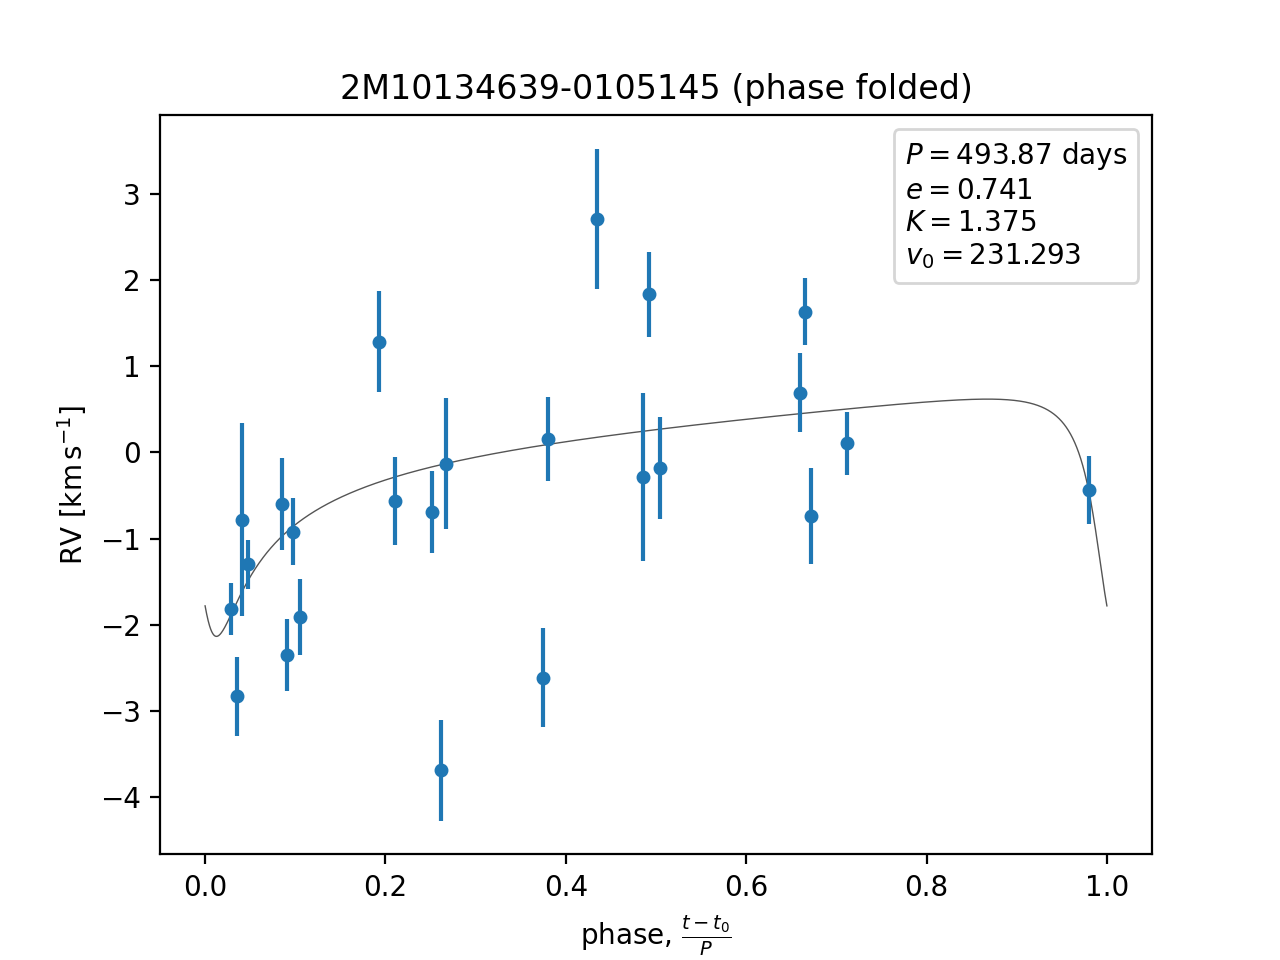 2M10134639-0105145 (phase folded)
P = 493.87 days
e = 0.741
K = 1.375
v₀ = 231.293
3
2
1
0
−1
−2
−3
−4
RV [km s⁻¹]
0.0 0.2 0.4 0.6 0.8 1.0
phase, (t − t₀)/P